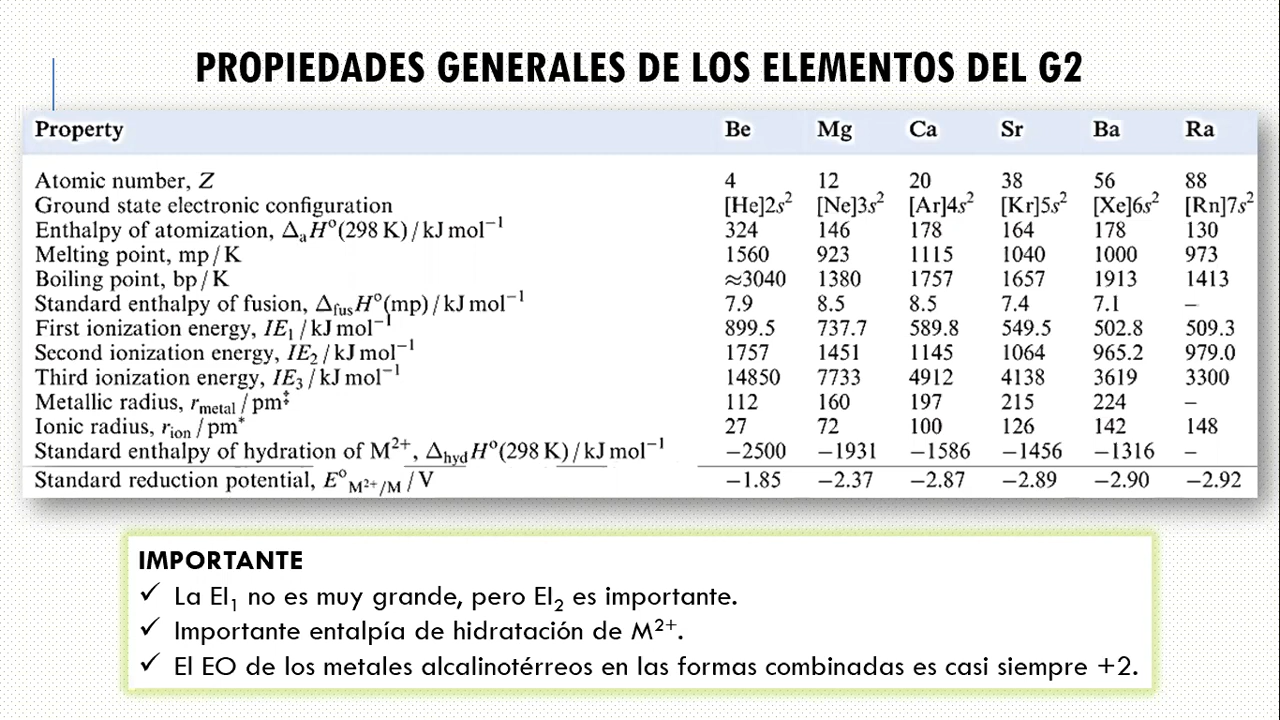 PROPIEDADES GENERALES DE LOS ELEMENTOS DEL G2
Property Be Mg Ca Sr Ba Ra
Atomic number, Z 4 12 20 38 56 88
Ground state electronic configuration [He]2s² [Ne]3s² [Ar]4s² [Kr]5s² [Xe]6s² [Rn]7s²
Enthalpy of atomization, ΔₐH°(298 K) / kJ mol⁻¹ 324 146 178 164 178 130
Melting point, mp / K 1560 923 1115 1040 1000 973
Boiling point, bp / K ≈3040 1380 1757 1657 1913 1413
Standard enthalpy of fusion, Δfus H°(mp) / kJ mol⁻¹ 7.9 8.5 8.5 7.4 7.1 –
First ionization energy, IE₁ / kJ mol⁻¹ 899.5 737.7 589.8 549.5 502.8 509.3
Second ionization energy, IE₂ / kJ mol⁻¹ 1757 1451 1145 1064 965.2 979.0
Third ionization energy, IE₃ / kJ mol⁻¹ 14850 7733 4912 4138 3619 3300
Metallic radius, rmetal / pm‡ 112 160 197 215 224 –
Ionic radius, rion / pm* 27 72 100 126 142 148
Standard enthalpy of hydration of M²⁺, Δhyd H°(298 K) / kJ mol⁻¹ −2500 −1931 −1586 −1456 −1316 –
Standard reduction potential, E°M²⁺/M / V −1.85 −2.37 −2.87 −2.89 −2.90 −2.92
IMPORTANTE
✓ La EI₁ no es muy grande, pero EI₂ es importante.
✓ Importante entalpía de hidratación de M²⁺.
✓ El EO de los metales alcalinotérreos en las formas combinadas es casi siempre +2.